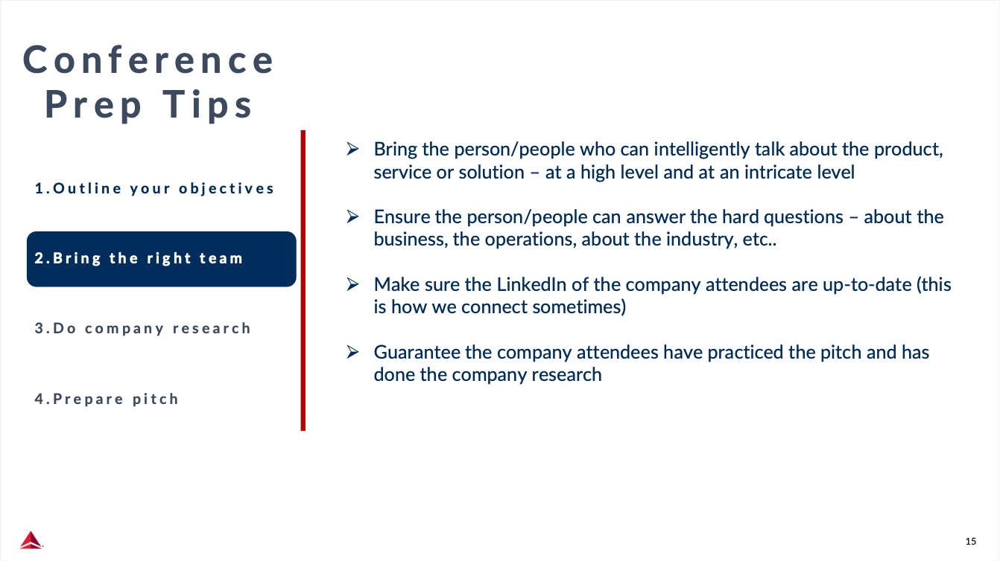 Conference
Prep Tips
1.Outline your objectives
2.Bring the right team
3.Do company research
4.Prepare pitch
➢ Bring the person/people who can intelligently talk about the product,
service or solution – at a high level and at an intricate level
➢ Ensure the person/people can answer the hard questions – about the
business, the operations, about the industry, etc..
➢ Make sure the LinkedIn of the company attendees are up-to-date (this
is how we connect sometimes)
➢ Guarantee the company attendees have practiced the pitch and has
done the company research
15